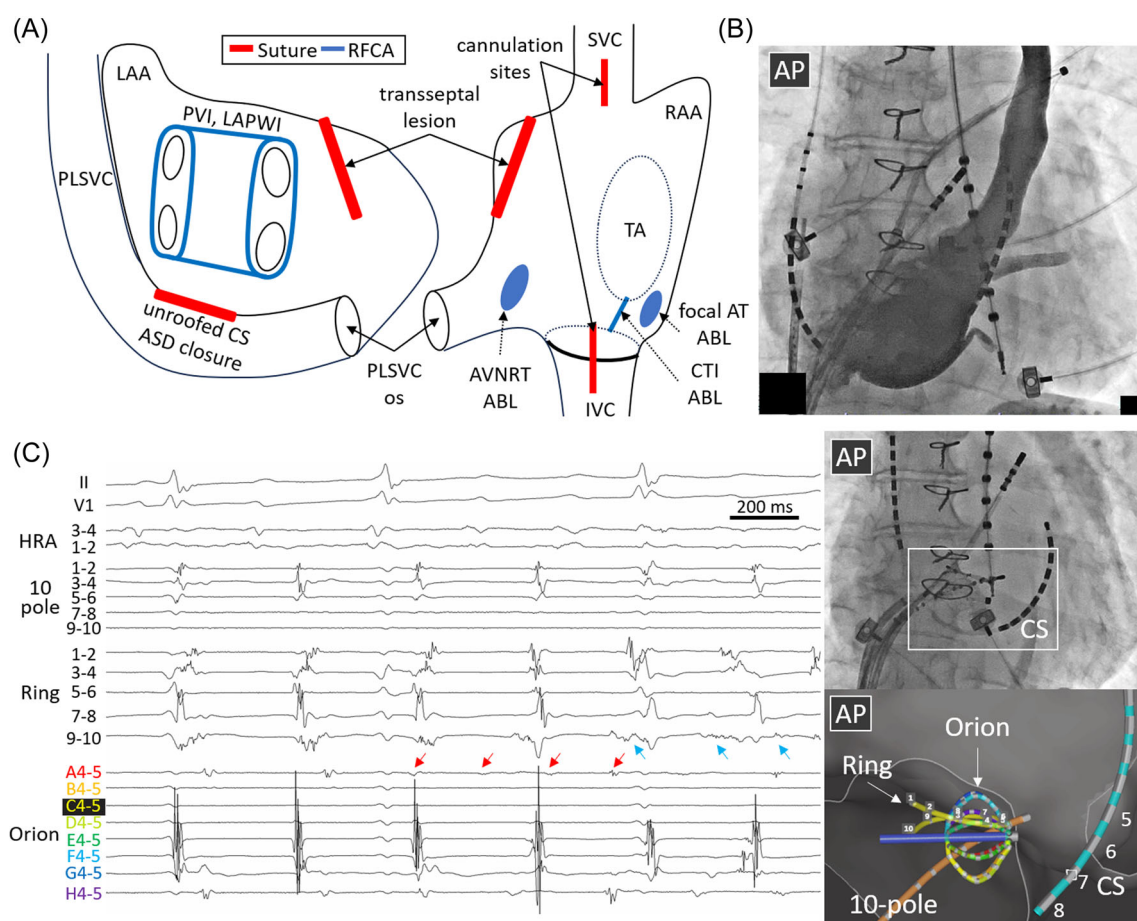 (A)
Suture
RFCA
LAA
PVI, LAPWI
PLSVC
transseptal
lesion
cannulation
sites
SVC
RAA
TA
unroofed CS
ASD closure
PLSVC
os
AVNRT
ABL
IVC
CTI
ABL
focal AT
ABL
(B)
AP
(C)
II
V1
200 ms
HRA
3-4
1-2
10
pole
1-2
3-4
5-6
7-8
9-10
Ring
1-2
3-4
5-6
7-8
9-10
Orion
A4-5
B4-5
C4-5
D4-5
E4-5
F4-5
G4-5
H4-5
AP
CS
AP
Orion
Ring
1
2
9
10
10-pole
5
6
7
8
CS